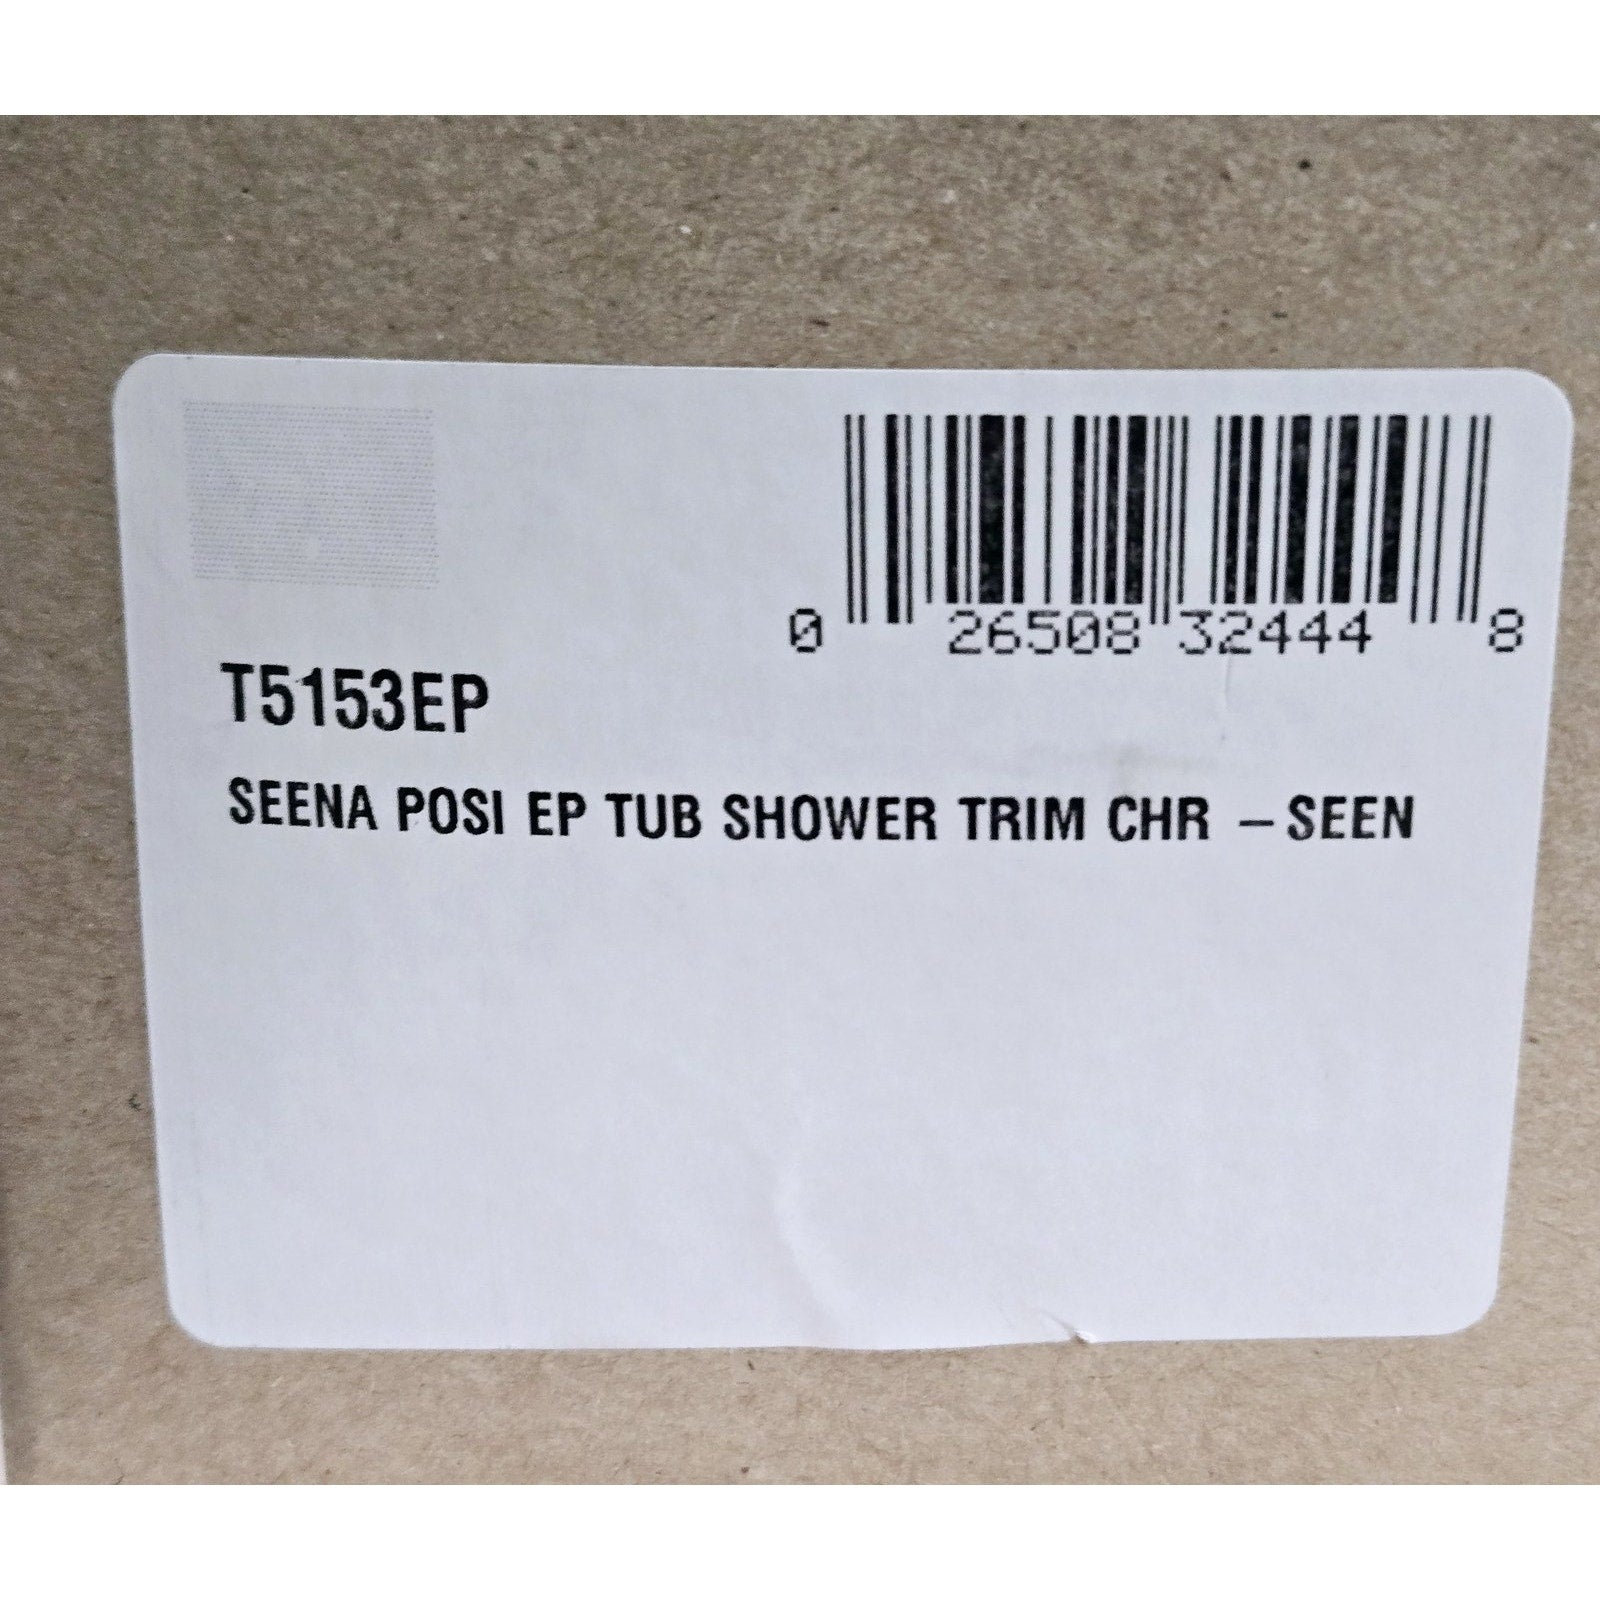 0 26508 32444 8
T5153EP
SEENA POSI EP TUB SHOWER TRIM CHR –SEEN